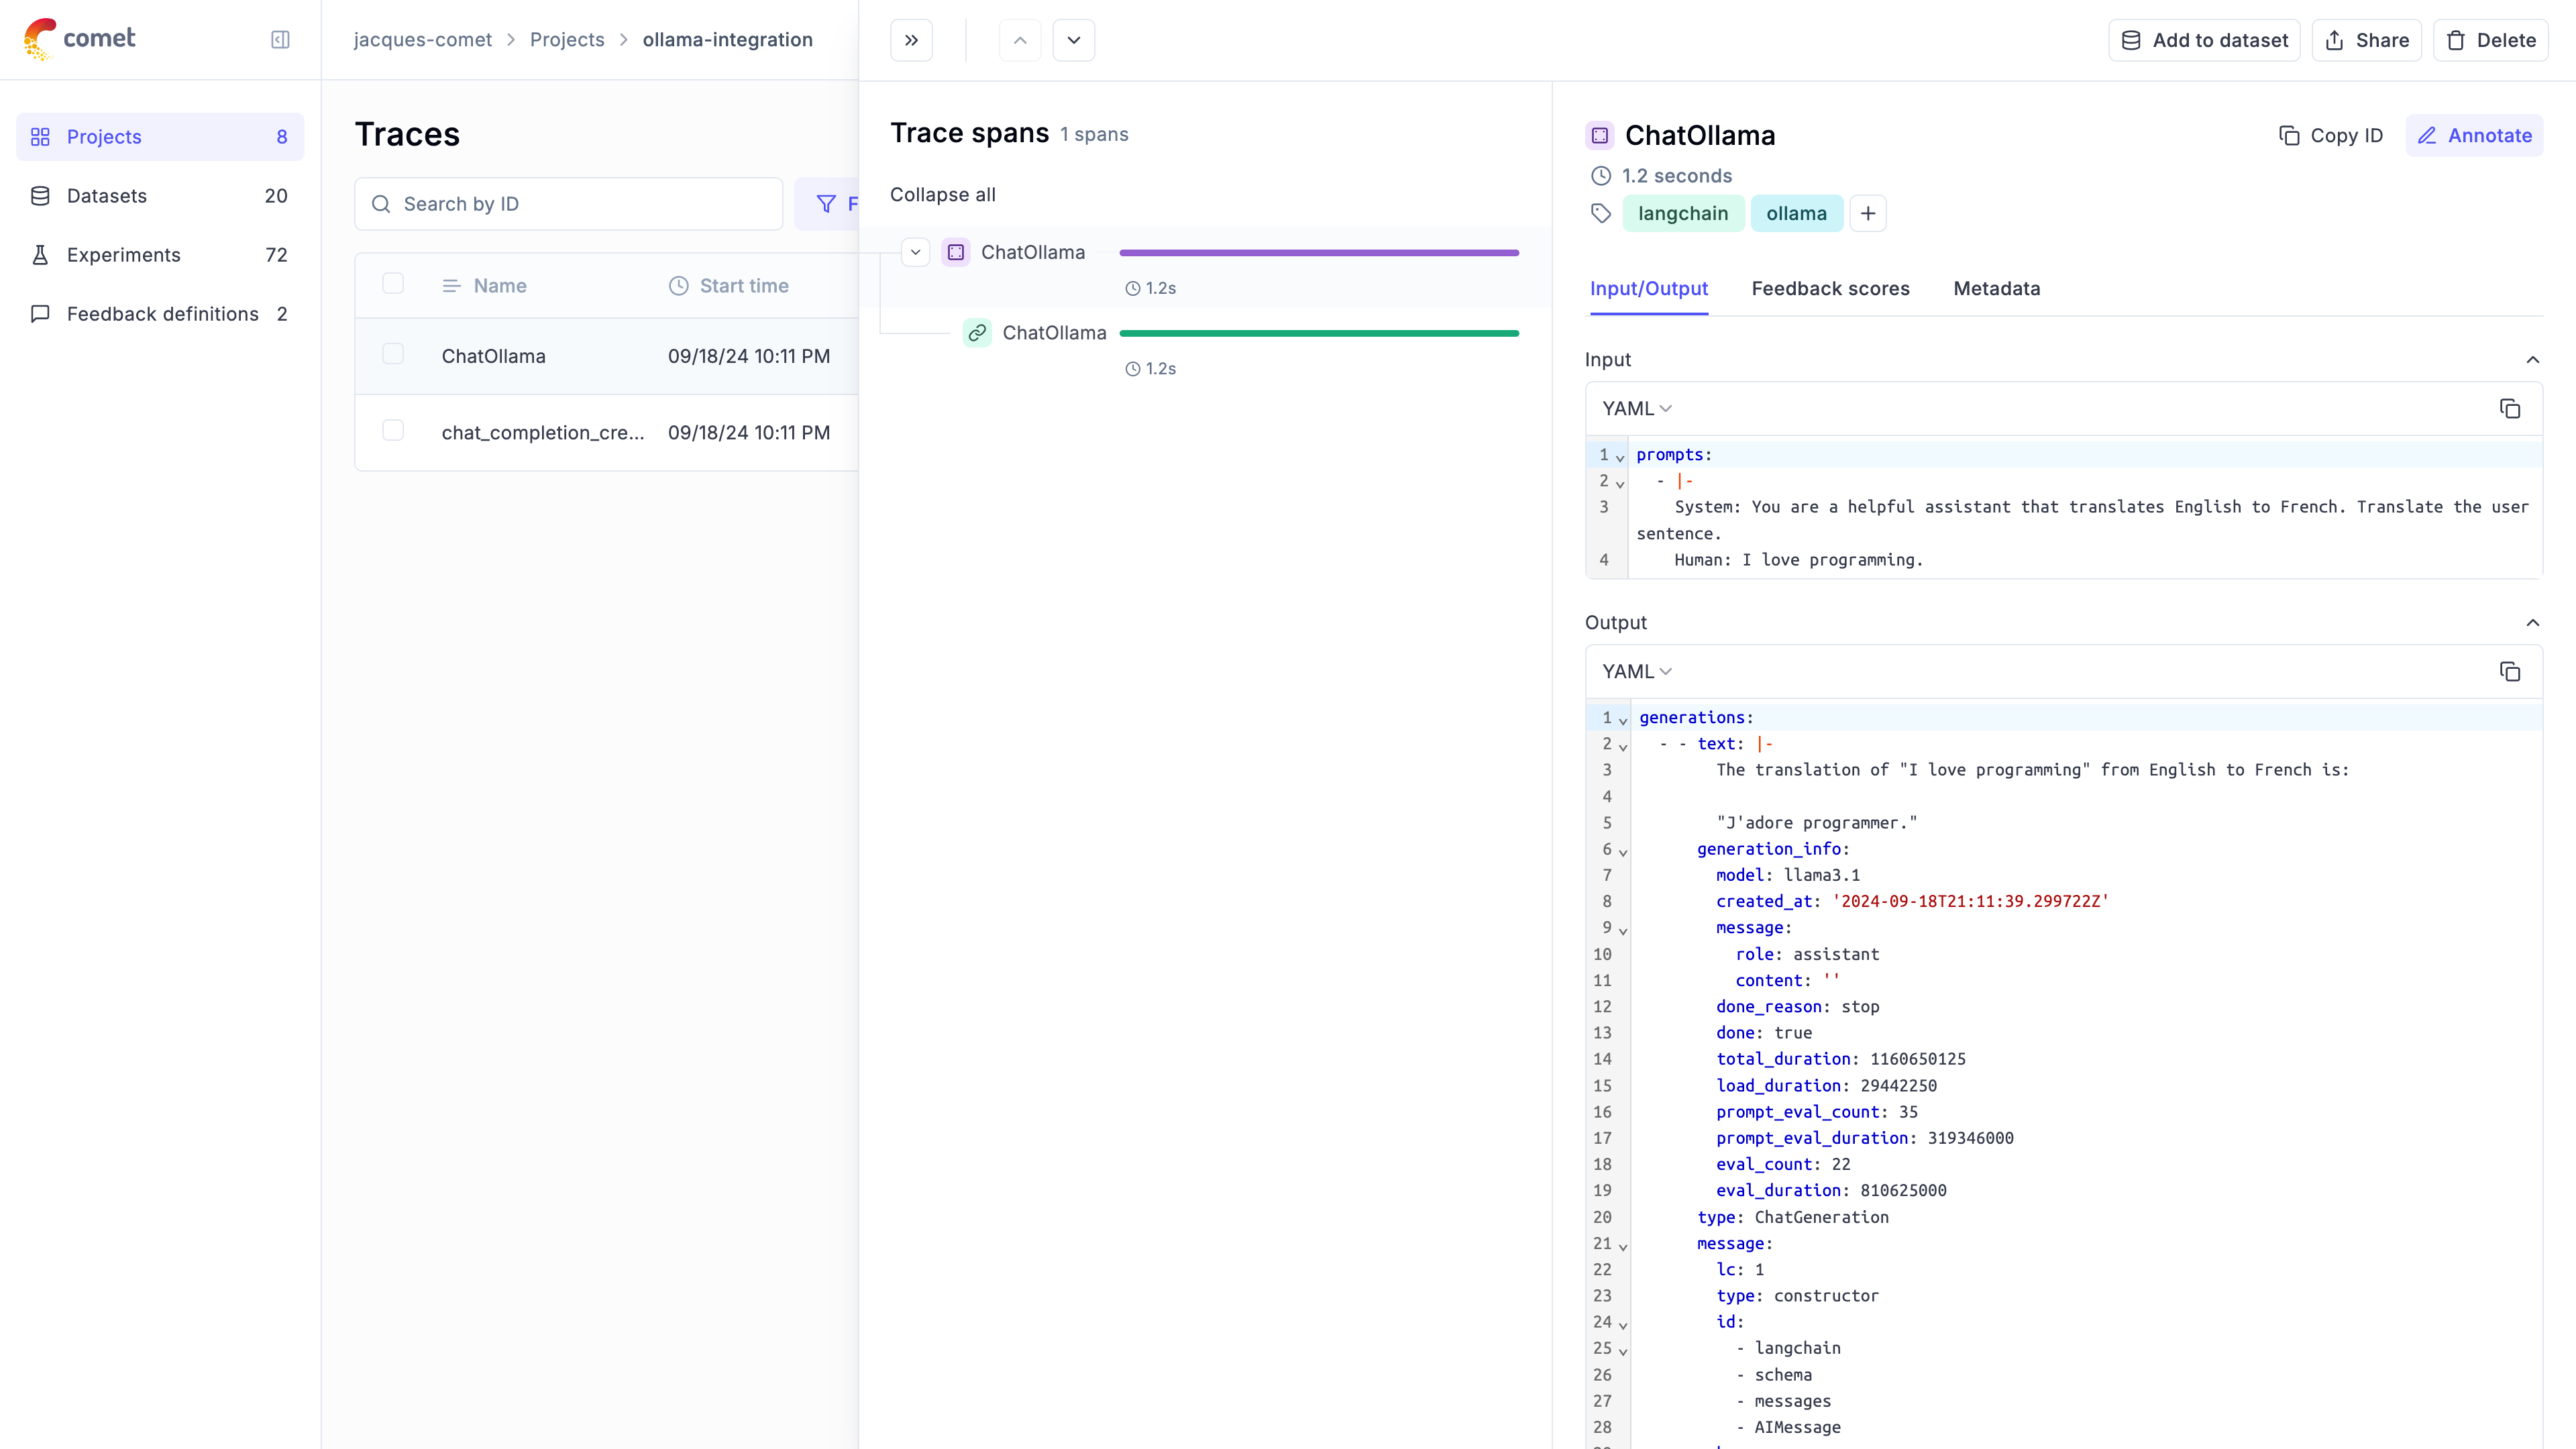 comet
Projects 8
Datasets 20
Experiments 72
Feedback definitions 2
jacques-comet > Projects > ollama-integration
Traces
Search by ID
F
Name Start time
ChatOllama 09/18/24 10:11 PM
chat_completion_cre... 09/18/24 10:11 PM
Add to dataset Share Delete
Trace spans 1 spans
Collapse all
ChatOllama
1.2s
ChatOllama
1.2s
ChatOllama
Copy ID Annotate
1.2 seconds
langchain ollama +
Input/Output Feedback scores Metadata
Input
YAML
1 prompts:
2 - |-
3 System: You are a helpful assistant that translates English to French. Translate the user
sentence.
4 Human: I love programming.
Output
YAML
1 generations:
2 - - text: |-
3 The translation of "I love programming" from English to French is:
4
5 "J'adore programmer."
6 generation_info:
7 model: llama3.1
8 created_at: '2024-09-18T21:11:39.299722Z'
9 message:
10 role: assistant
11 content: ''
12 done_reason: stop
13 done: true
14 total_duration: 1160650125
15 load_duration: 29442250
16 prompt_eval_count: 35
17 prompt_eval_duration: 319346000
18 eval_count: 22
19 eval_duration: 810625000
20 type: ChatGeneration
21 message:
22 lc: 1
23 type: constructor
24 id:
25 - langchain
26 - schema
27 - messages
28 - AIMessage